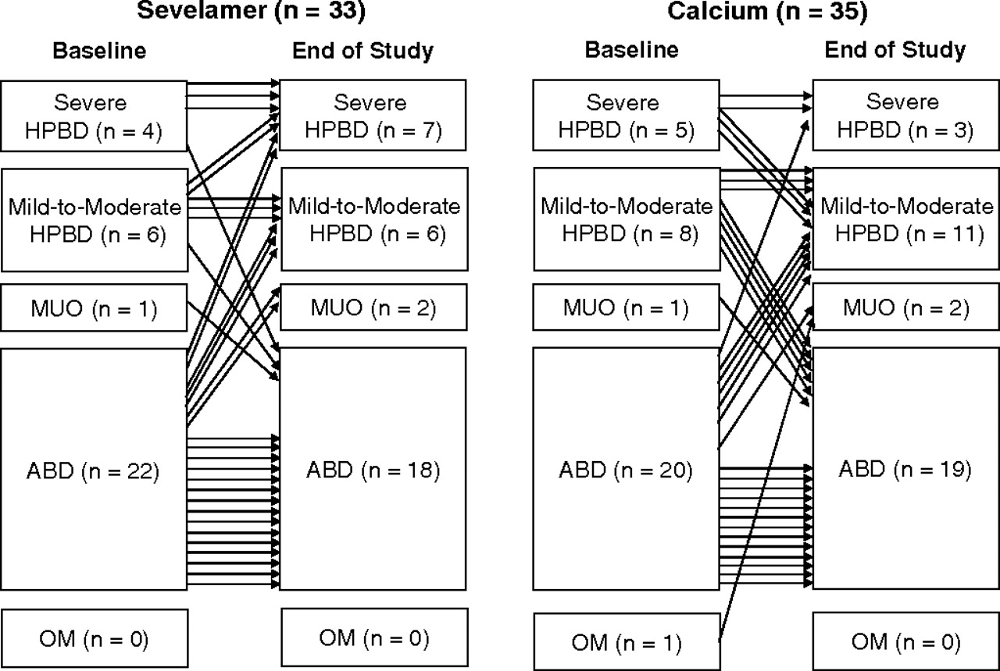 Sevelamer (n = 33)
Baseline
End of Study
Severe
HPBD (n = 4)
Severe
HPBD (n = 7)
Mild-to-Moderate
HPBD (n = 6)
Mild-to-Moderate
HPBD (n = 6)
MUO (n = 1)
MUO (n = 2)
ABD (n = 22)
ABD (n = 18)
OM (n = 0)
OM (n = 0)
Calcium (n = 35)
Baseline
End of Study
Severe
HPBD (n = 5)
Severe
HPBD (n = 3)
Mild-to-Moderate
HPBD (n = 8)
Mild-to-Moderate
HPBD (n = 11)
MUO (n = 1)
MUO (n = 2)
ABD (n = 20)
ABD (n = 19)
OM (n = 1)
OM (n = 0)